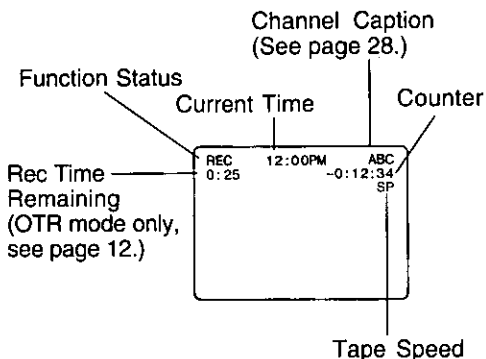 Channel Caption
(See page 28.)
Function Status
Current Time
Counter
REC 12:00PM ABC
0:25 -0:12:34
SP
Rec Time
Remaining
(OTR mode only,
see page 12.)
Tape Speed